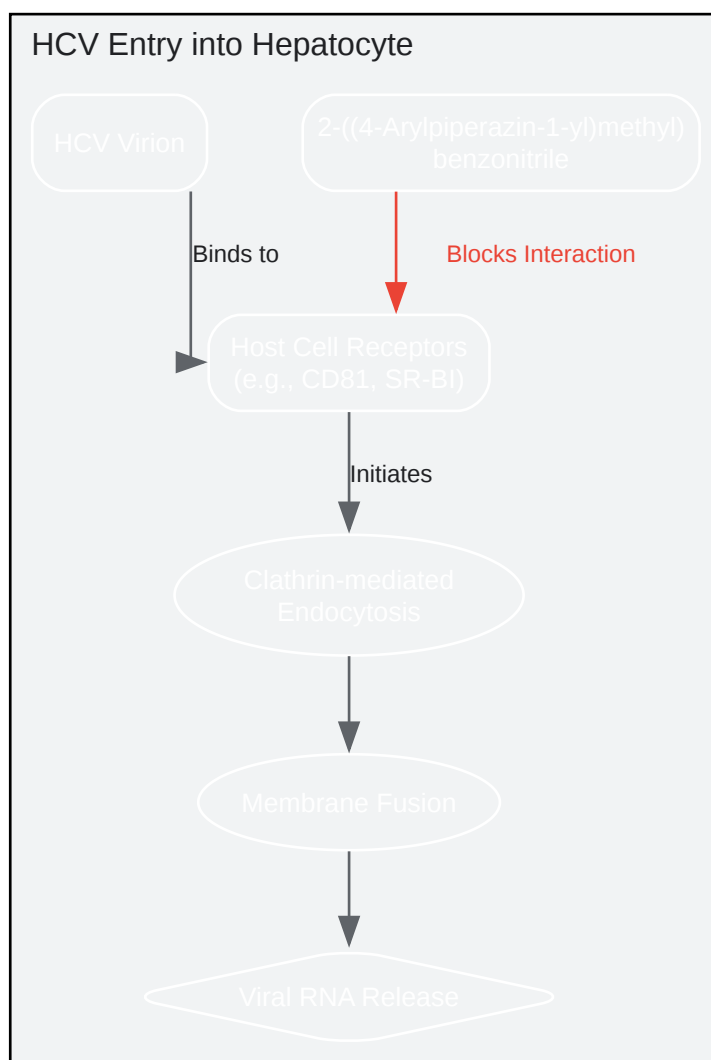 HCV Entry into Hepatocyte
HCV Virion
2-((4-Arylpiperazin-1-yl)methyl)
benzonitrile
Binds to
Blocks Interaction
Host Cell Receptors
(e.g., CD81, SR-BI)
Initiates
Clathrin-mediated
Endocytosis
Membrane Fusion
Viral RNA Release